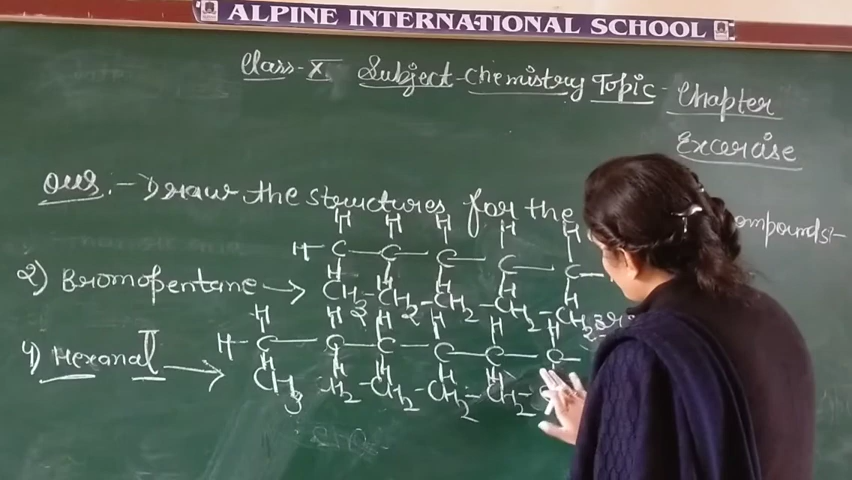 ALPINE INTERNATIONAL SCHOOL
Class-X Subject-Chemistry Topic- Chapter
Excercise
Ques:- Draw the structures for the ompounds:-
H H H H H
H-C-C-C-C-C-
2) Bromopentane → CH3-CH2-CH2-CH2-CH2
H H H H H H
H-C-C-C-C-C-C-
4) Hexanal → CH3 CH2-CH2-CH2-CH2-